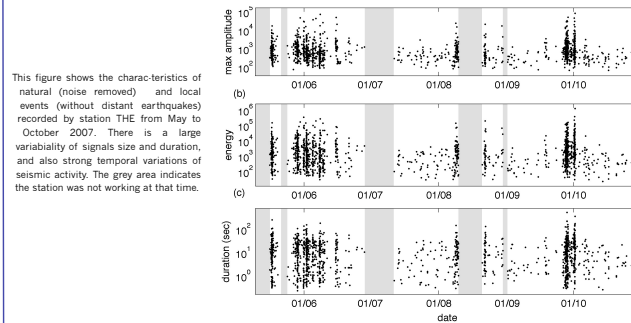 This figure shows the charac-teristics of
natural (noise removed) and local
events (without distant earthquakes)
recorded by station THE from May to
October 2007. There is a large
variabiality of signals size and duration,
and also strong temporal variations of
seismic activity. The grey area indicates
the station was not working at that time.
max amplitude
10^5
10^4
10^3
10^2
01/06 01/07 01/08 01/09 01/10
(b)
energy
10^6
10^5
10^4
10^3
10^2
01/06 01/07 01/08 01/09 01/10
(c)
duration (sec)
10^2
10^1
10^0
01/06 01/07 01/08 01/09 01/10
date